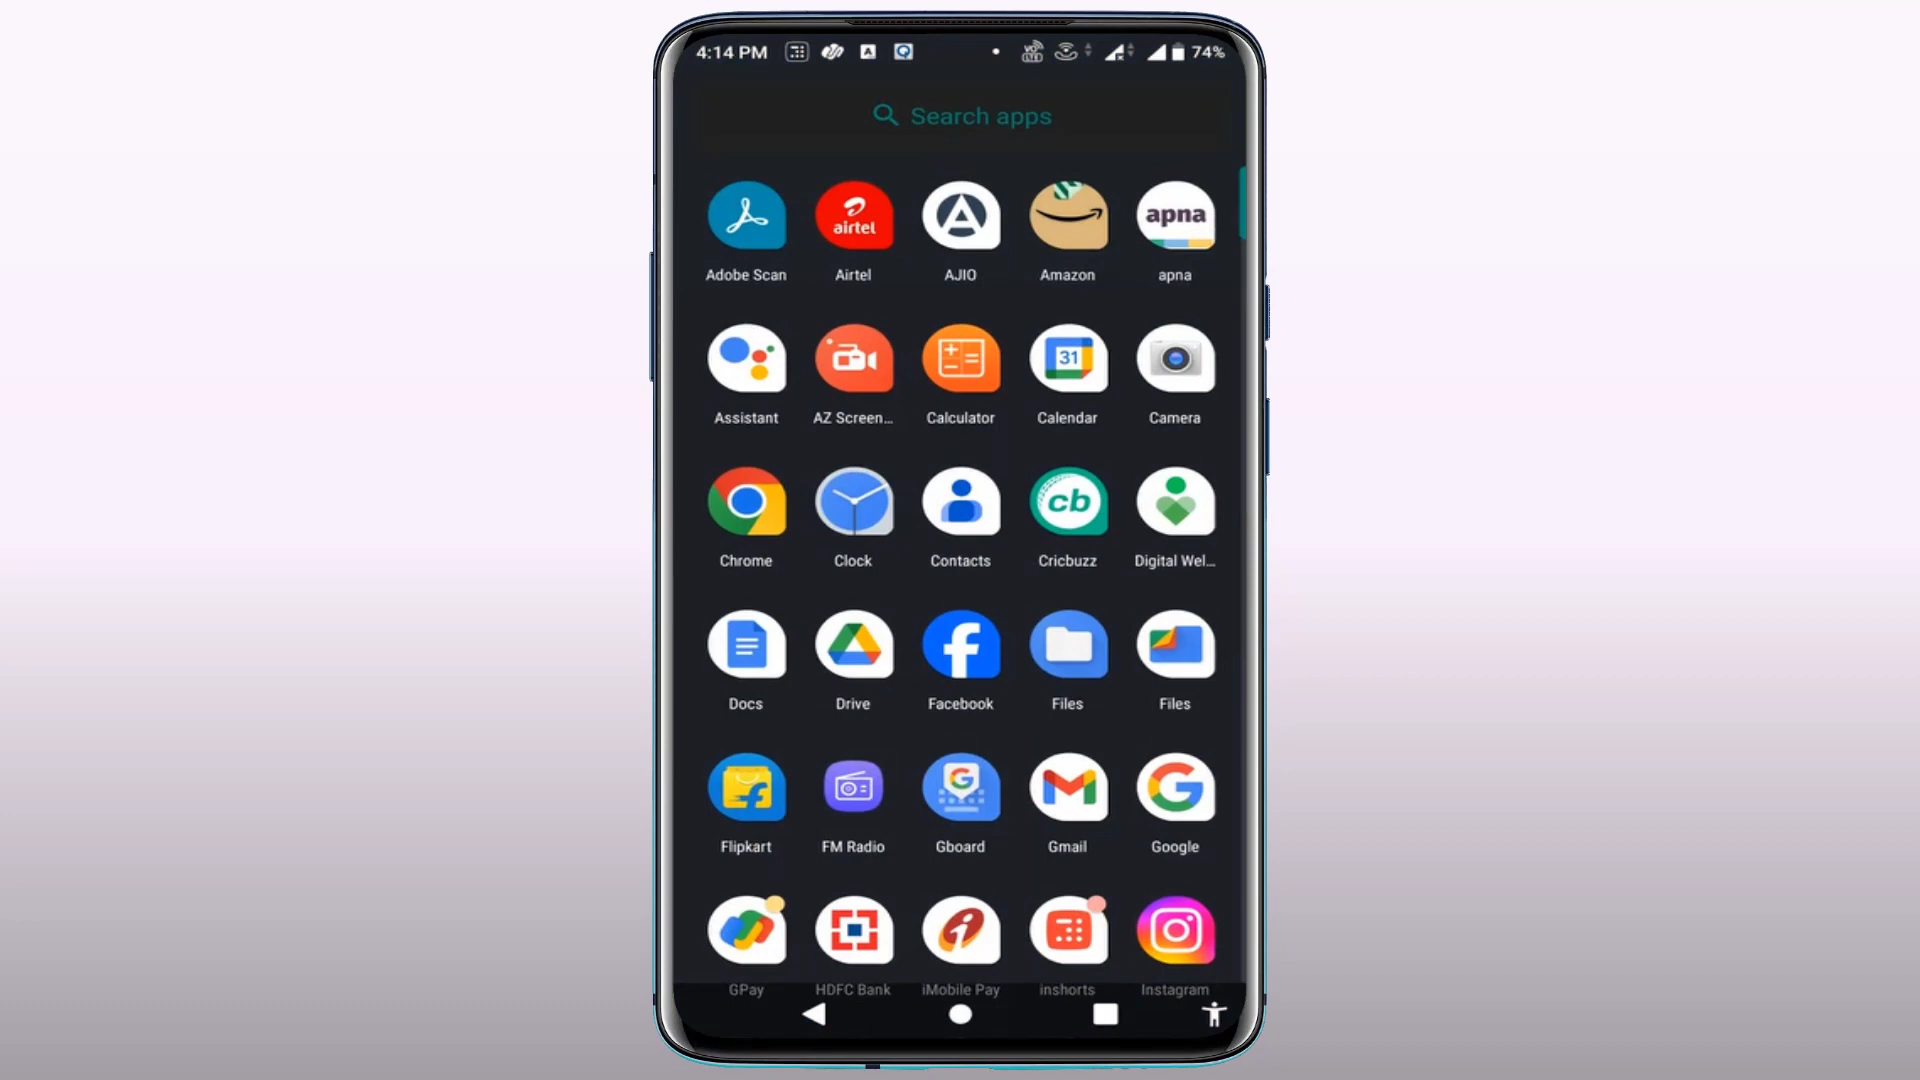 4:14 PM 74%
Search apps
airtel apna
Adobe Scan Airtel AJIO Amazon apna
31
Assistant AZ Screen... Calculator Calendar Camera
cb
Chrome Clock Contacts Cricbuzz Digital Wel...
Docs Drive Facebook Files Files
Flipkart FM Radio Gboard Gmail Google
GPay HDFC Bank iMobile Pay inshorts Instagram